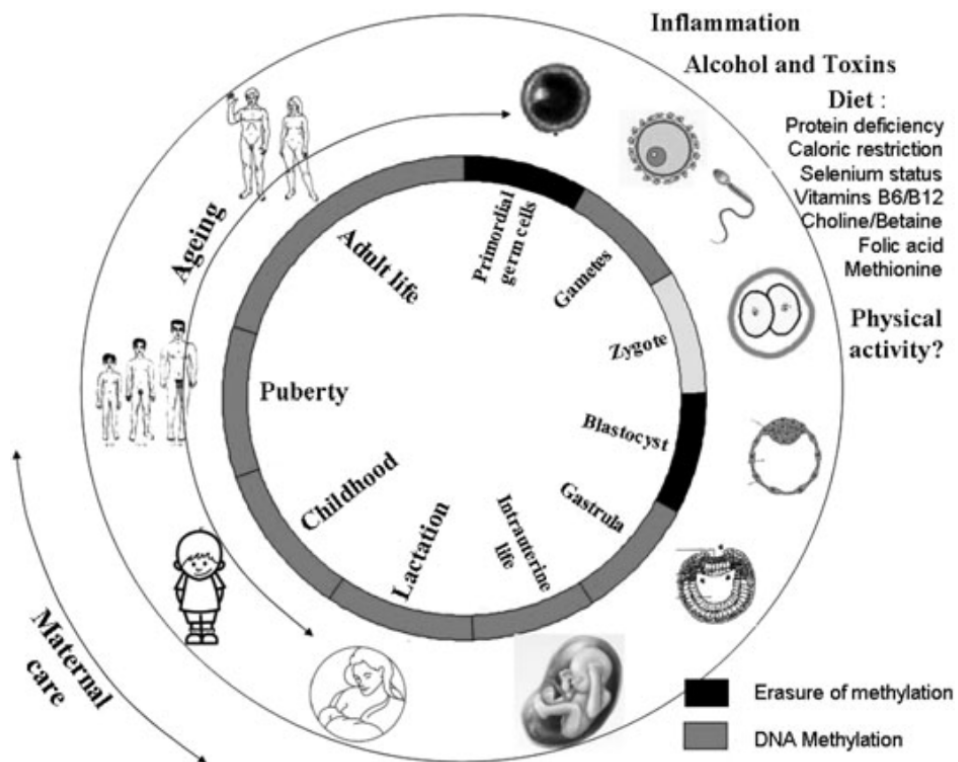 Inflammation
Alcohol and Toxins
Diet :
Protein deficiency
Caloric restriction
Selenium status
Vitamins B6/B12
Choline/Betaine
Folic acid
Methionine
Physical
activity?
Primordial
germ cells
Gametes
Zygote
Blastocyst
Gastrula
Intrauterine
life
Lactation
Childhood
Puberty
Adult life
Ageing
Maternal
care
Erasure of methylation
DNA Methylation